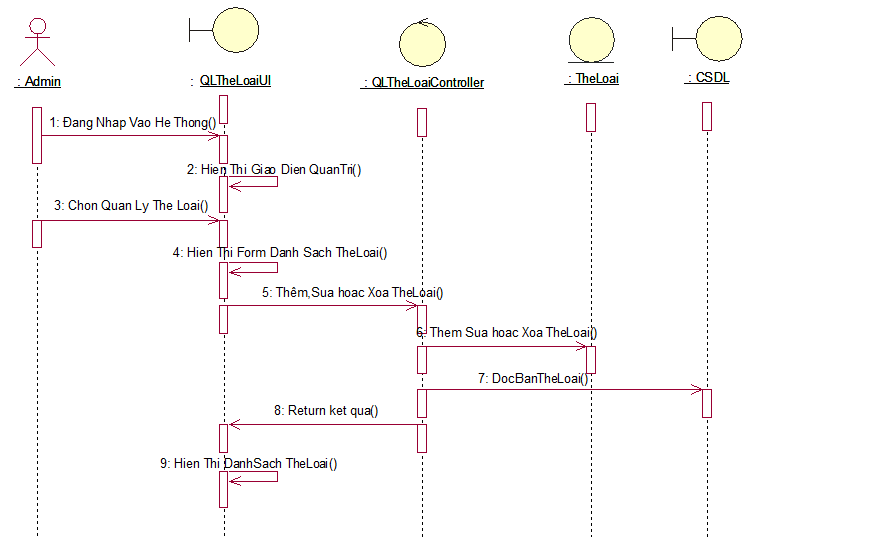 : Admin
: QLTheLoaiUI
: QLTheLoaiController
: TheLoai
: CSDL
1: Đang Nhap Vao He Thong()
2: Hien Thi Giao Dien QuanTri()
3: Chon Quan Ly The Loai()
4: Hien Thi Form Danh Sach TheLoai()
5: Thêm,Sua hoac Xoa TheLoai()
6: Them Sua hoac Xoa TheLoai()
7: DocBanTheLoai()
8: Return ket qua()
9: Hien Thi DanhSach TheLoai()